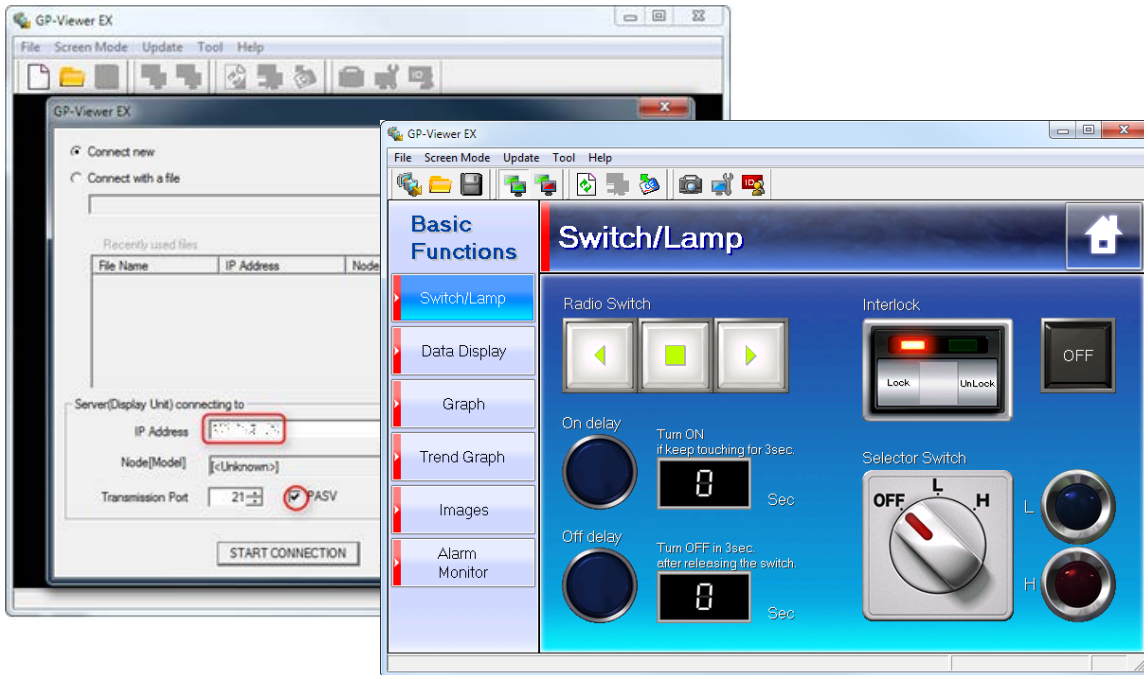 GP-Viewer EX
File Screen Mode Update Tool Help
GP-Viewer EX
Connect new
Connect with a file
Recently used files
File Name IP Address Node
Server(Display Unit) connecting to
IP Address
Node[Model] [<Unknown>]
Transmission Port 21 PASV
START CONNECTION
GP-Viewer EX
File Screen Mode Update Tool Help
ID
Basic
Functions
Switch/Lamp
Data Display
Graph
Trend Graph
Images
Alarm
Monitor
Switch/Lamp
Radio Switch
Interlock
Lock UnLock
OFF
On delay
Turn ON
if keep touching for 3sec.
0 Sec
Off delay
Turn OFF in 3sec.
after releasing the switch.
0 Sec
Selector Switch
OFF L H
L
H